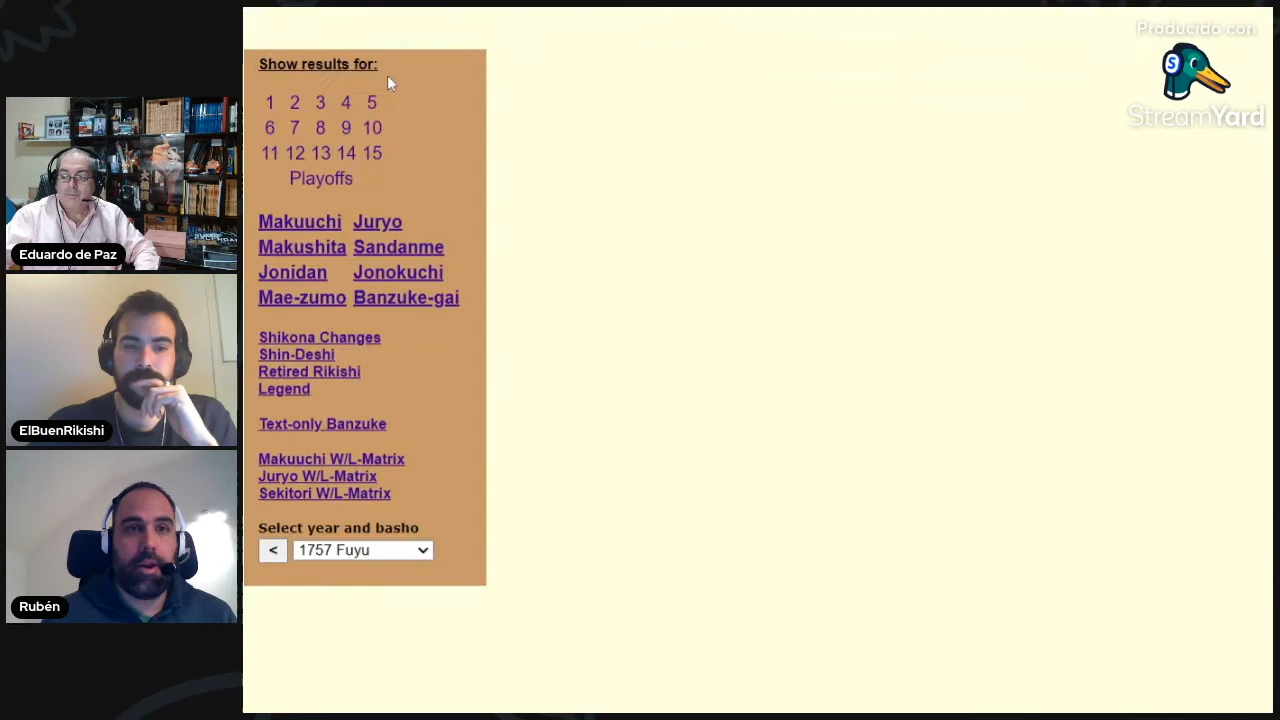 Producido con
StreamYard
Show results for:
1 2 3 4 5
6 7 8 9 10
11 12 13 14 15
Playoffs
Makuuchi Juryo
Makushita Sandanme
Jonidan Jonokuchi
Mae-zumo Banzuke-gai
Shikona Changes
Shin-Deshi
Retired Rikishi
Legend
Text-only Banzuke
Makuuchi W/L-Matrix
Juryo W/L-Matrix
Sekitori W/L-Matrix
Select year and basho
< 1757 Fuyu
Eduardo de Paz
ElBuenRikishi
Rubén